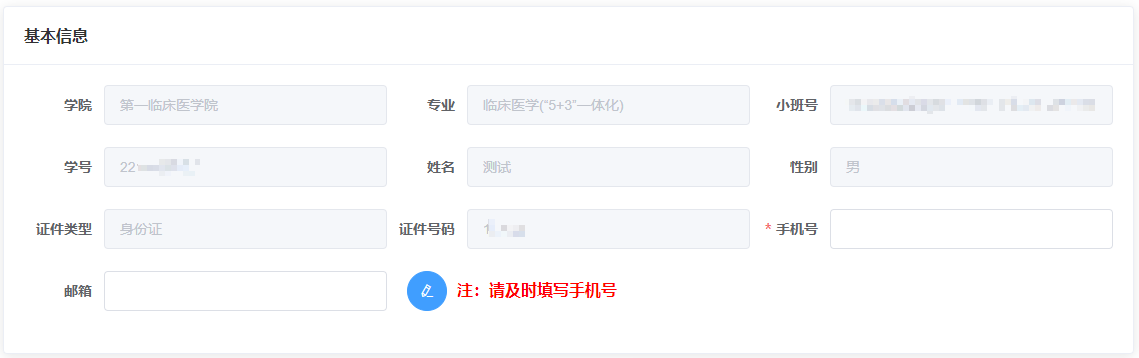 基本信息
学院 第一临床医学院 专业 临床医学("5+3"一体化) 小班号
学号 22 姓名 测试 性别 男
证件类型 身份证 证件号码 1 * 手机号
邮箱 注：请及时填写手机号